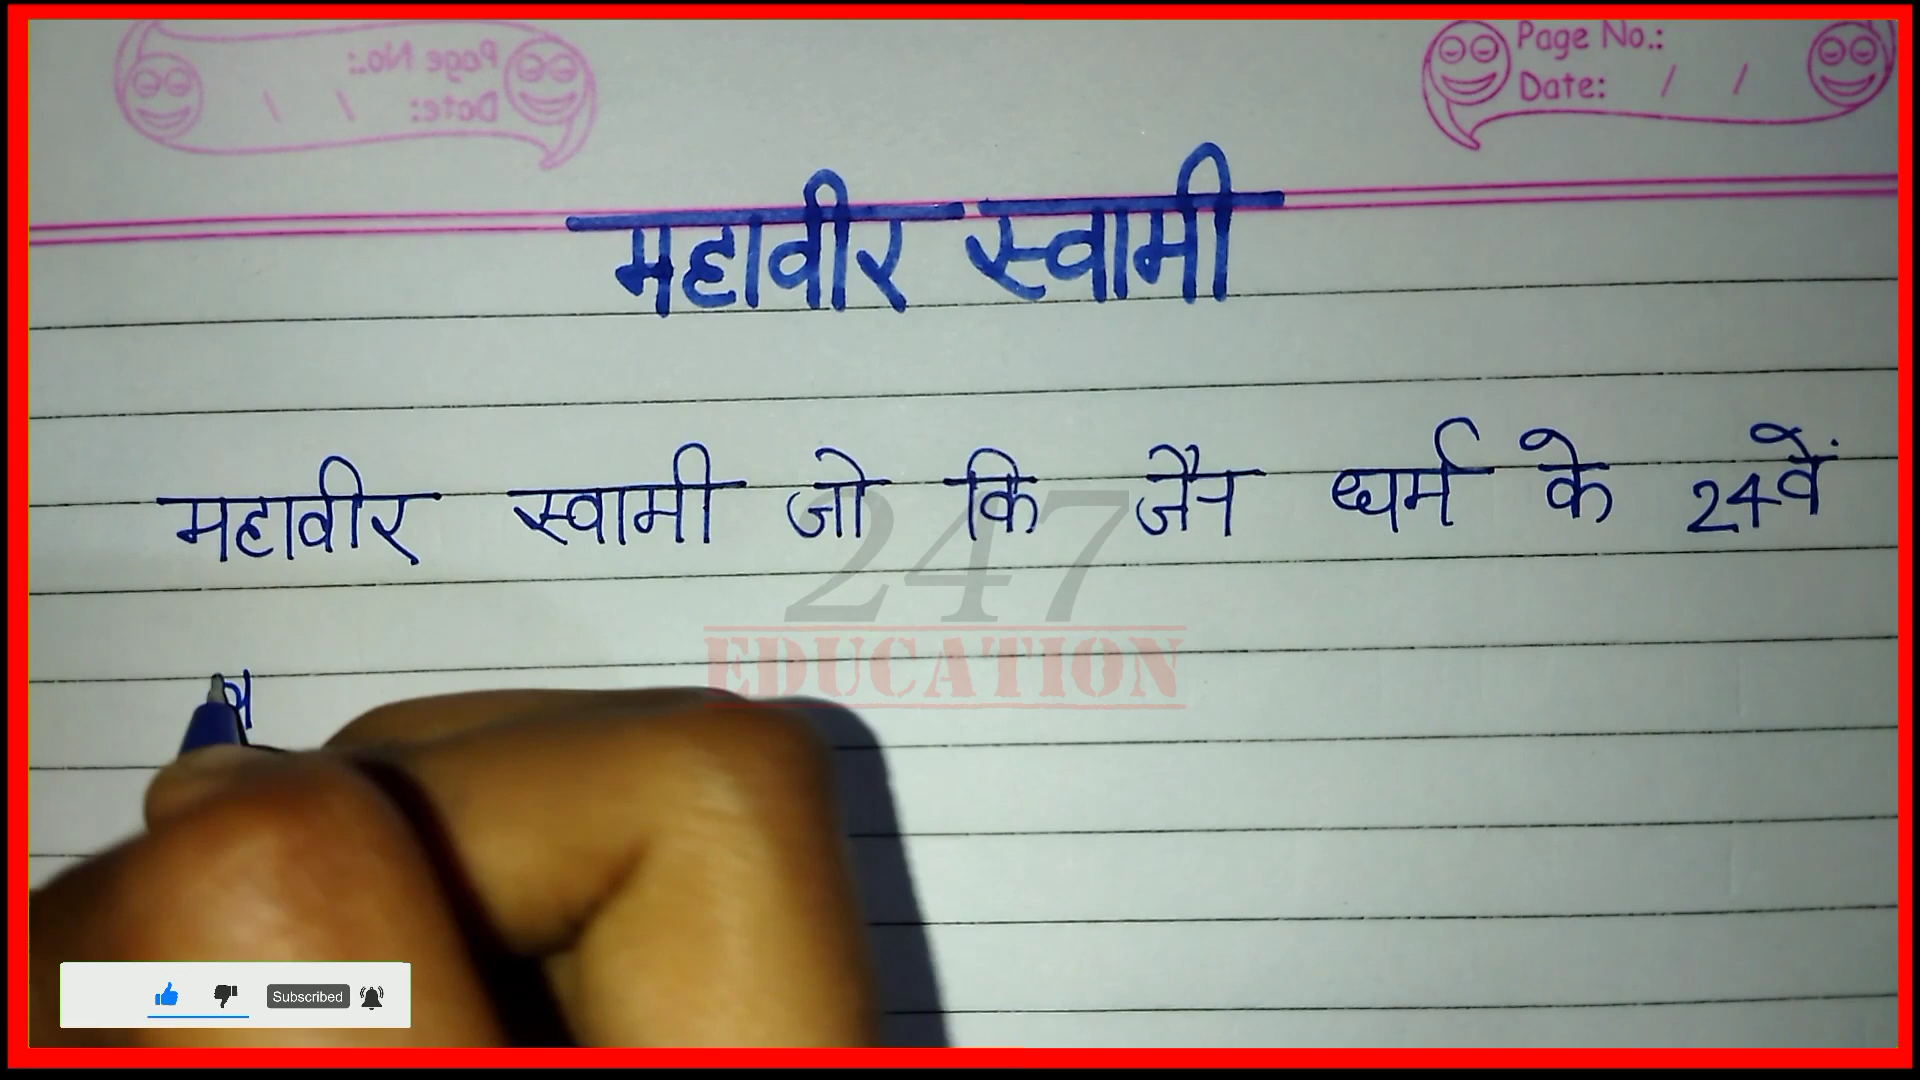 Page No.:
Date: / /
महावीर स्वामी
महावीर स्वामी जो कि जैन धर्म के 24वें
247
EDUCATION
Subscribed